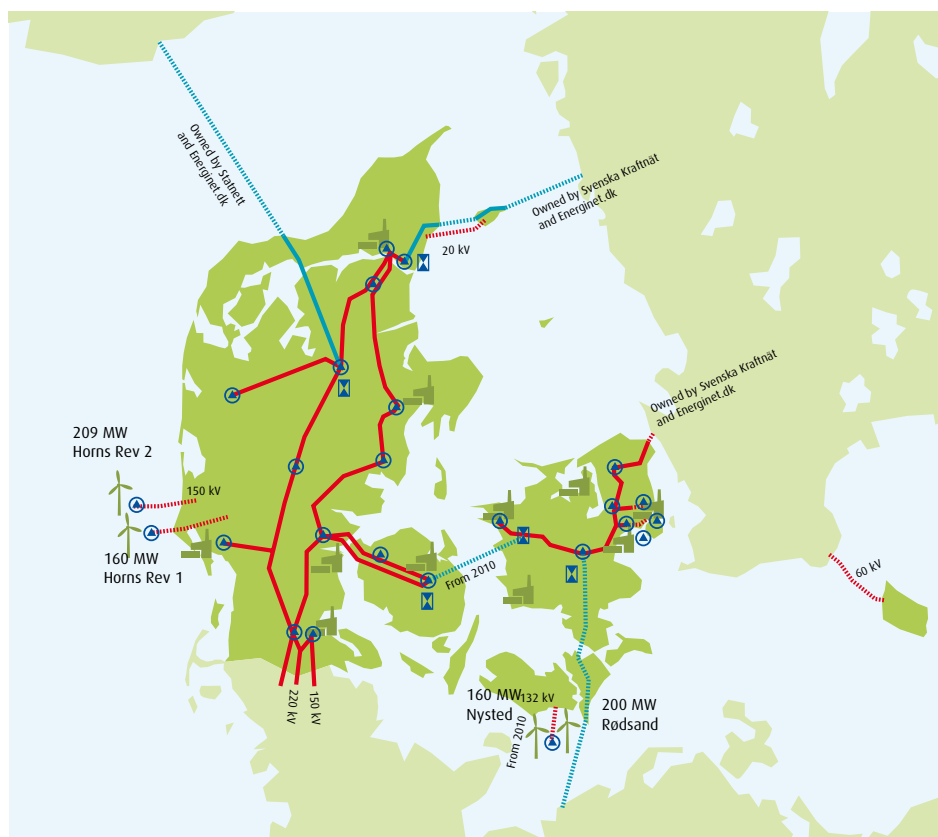 Owned by Statnett
and Energinet.dk
Owned by Svenska Kraftnät
and Energinet.dk
20 kV
Owned by Svenska Kraftnät
and Energinet.dk
209 MW
Horns Rev 2
150 kV
160 MW
Horns Rev 1
From 2010
60 kV
220 kV
150 kV
160 MW
Nysted
132 kV
From 2010
200 MW
Rødsand